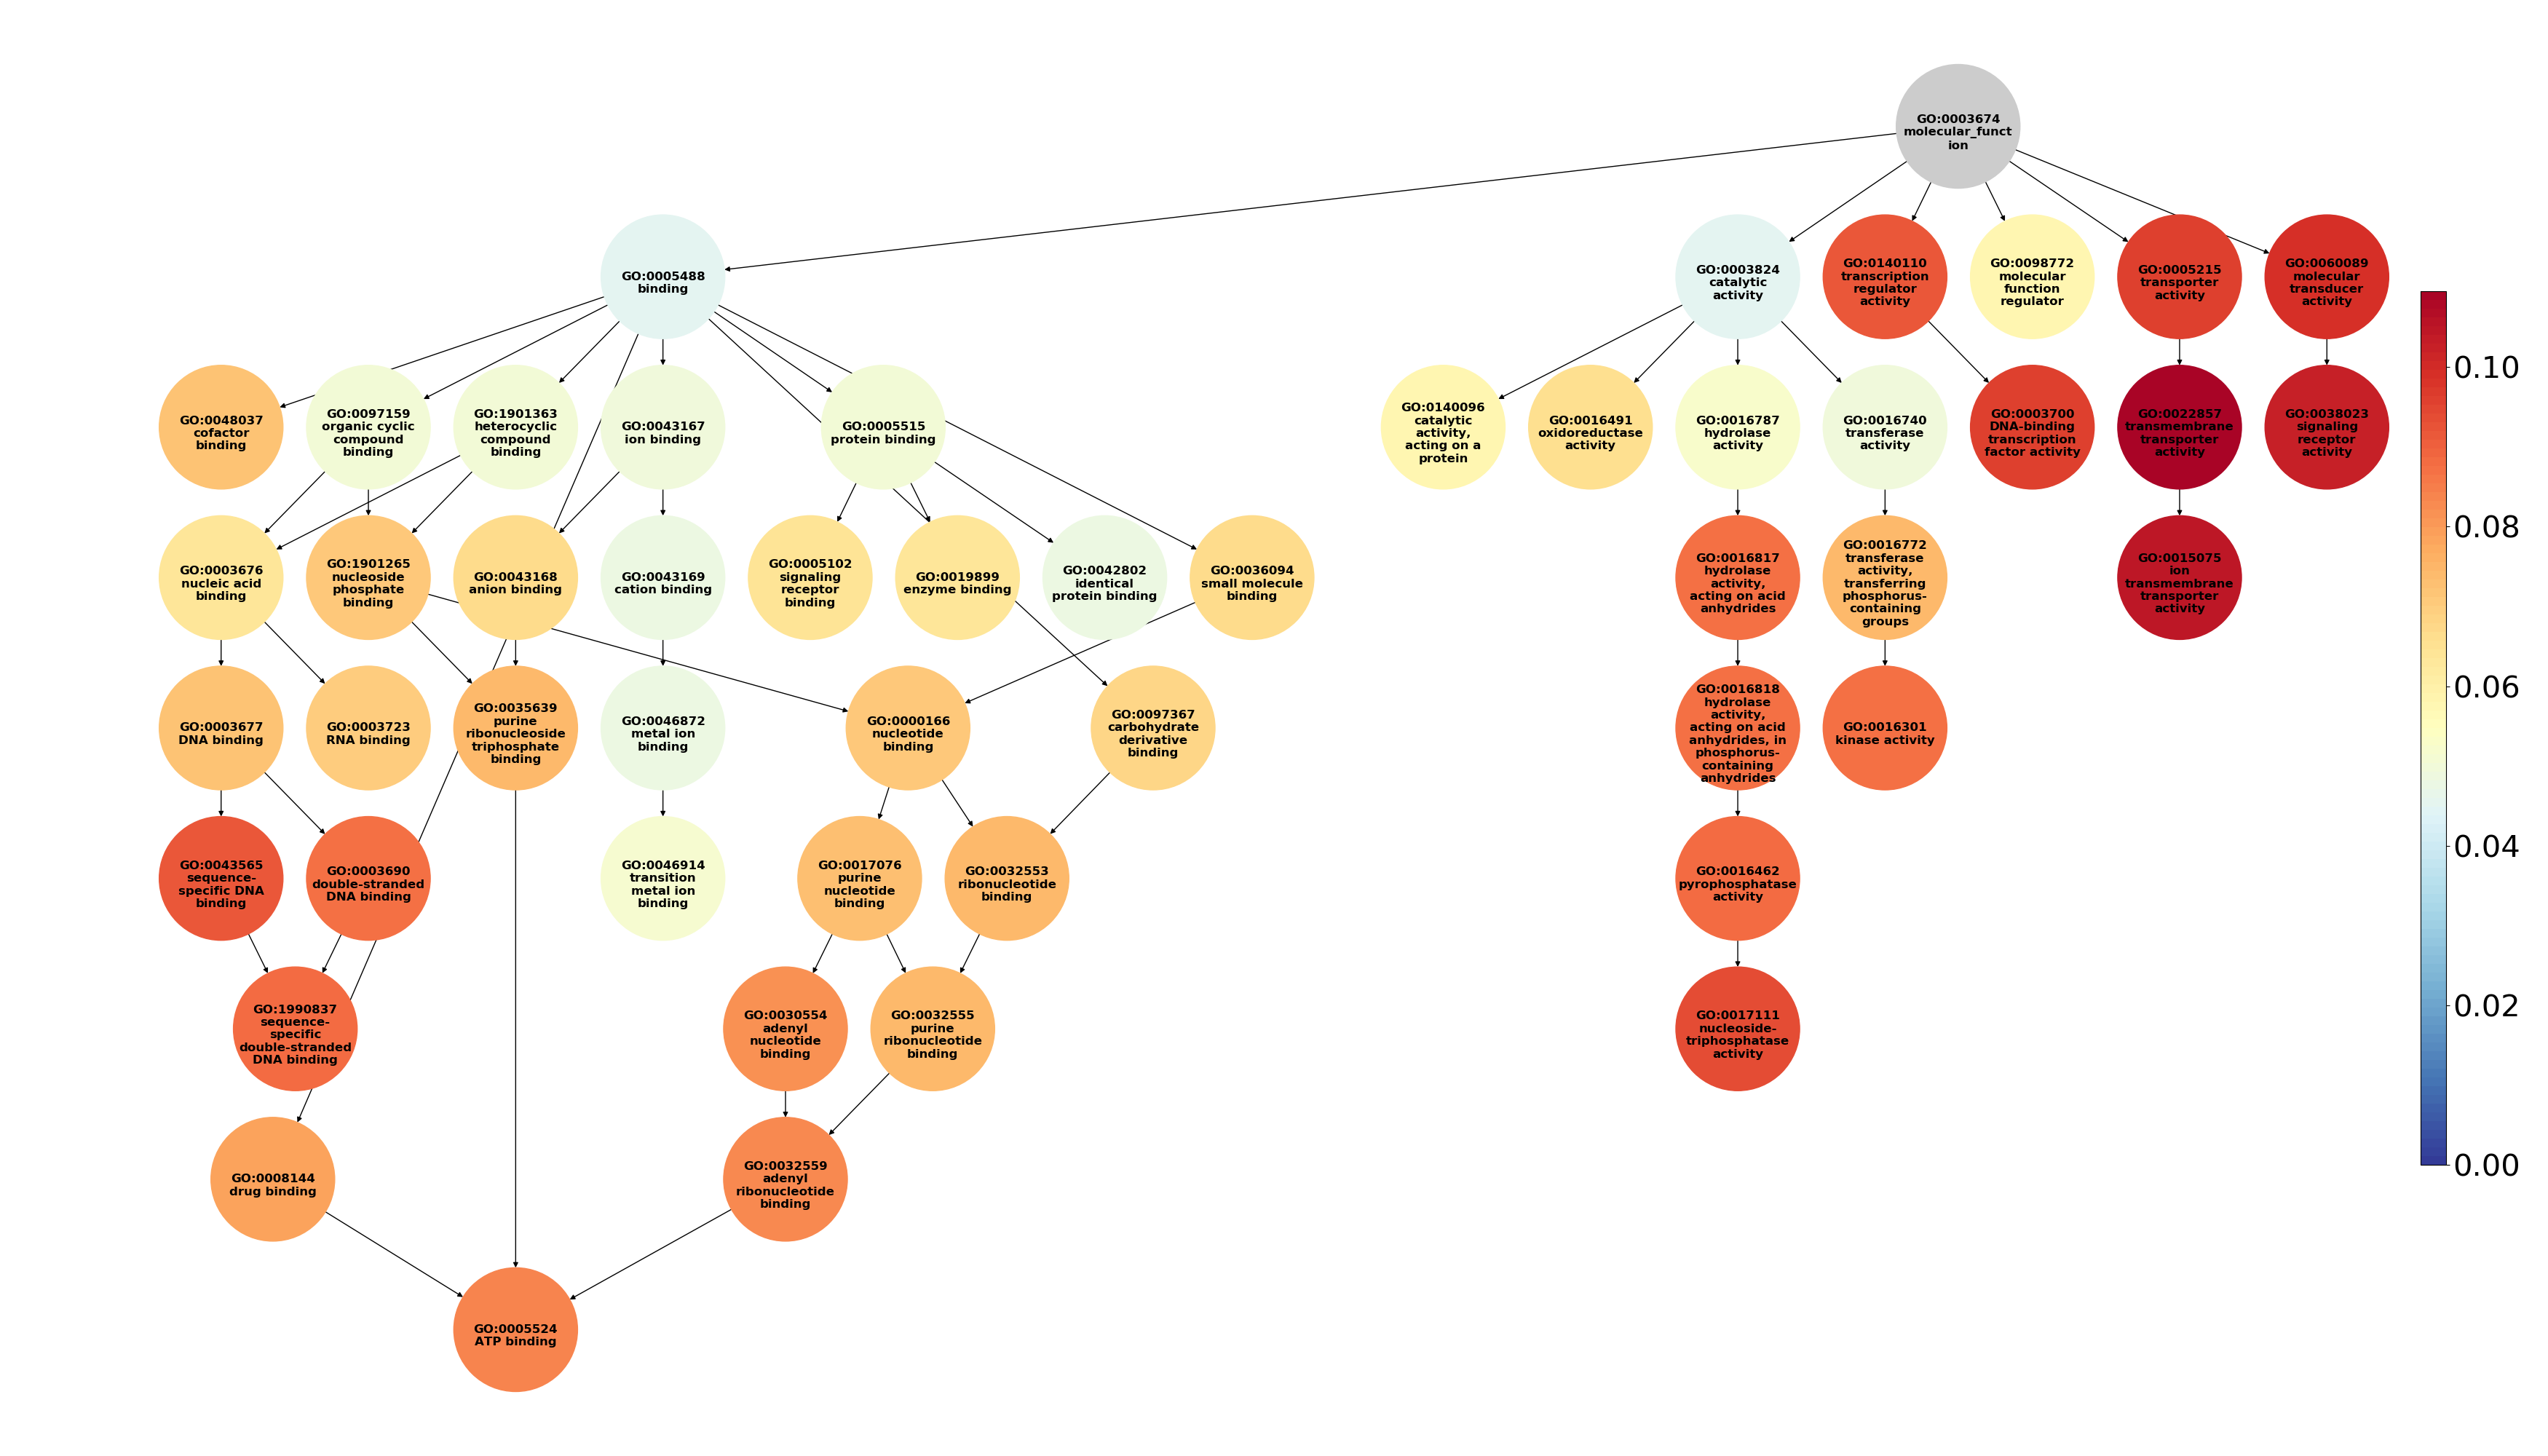 GO:0003674
molecular_funct
ion
GO:0005488
binding
GO:0003824
catalytic
activity
GO:0140110
transcription
regulator
activity
GO:0098772
molecular
function
regulator
GO:0005215
transporter
activity
GO:0060089
molecular
transducer
activity
GO:0048037
cofactor
binding
GO:0097159
organic cyclic
compound
binding
GO:1901363
heterocyclic
compound
binding
GO:0043167
ion binding
GO:0005515
protein binding
GO:0140096
catalytic
activity,
acting on a
protein
GO:0016491
oxidoreductase
activity
GO:0016787
hydrolase
activity
GO:0016740
transferase
activity
GO:0003700
DNA-binding
transcription
factor activity
GO:0022857
transmembrane
transporter
activity
GO:0038023
signaling
receptor
activity
GO:0003676
nucleic acid
binding
GO:1901265
nucleoside
phosphate
binding
GO:0043168
anion binding
GO:0043169
cation binding
GO:0005102
signaling
receptor
binding
GO:0019899
enzyme binding
GO:0042802
identical
protein binding
GO:0036094
small molecule
binding
GO:0016817
hydrolase
activity,
acting on acid
anhydrides
GO:0016772
transferase
activity,
transferring
phosphorus-
containing
groups
GO:0015075
ion
transmembrane
transporter
activity
GO:0003677
DNA binding
GO:0003723
RNA binding
GO:0035639
purine
ribonucleoside
triphosphate
binding
GO:0046872
metal ion
binding
GO:0000166
nucleotide
binding
GO:0097367
carbohydrate
derivative
binding
GO:0016818
hydrolase
activity,
acting on acid
anhydrides, in
phosphorus-
containing
anhydrides
GO:0016301
kinase activity
GO:0043565
sequence-
specific DNA
binding
GO:0003690
double-stranded
DNA binding
GO:0046914
transition
metal ion
binding
GO:0017076
purine
nucleotide
binding
GO:0032553
ribonucleotide
binding
GO:0016462
pyrophosphatase
activity
GO:1990837
sequence-
specific
double-stranded
DNA binding
GO:0030554
adenyl
nucleotide
binding
GO:0032555
purine
ribonucleotide
binding
GO:0017111
nucleoside-
triphosphatase
activity
GO:0008144
drug binding
GO:0032559
adenyl
ribonucleotide
binding
GO:0005524
ATP binding
0.10
0.08
0.06
0.04
0.02
0.00